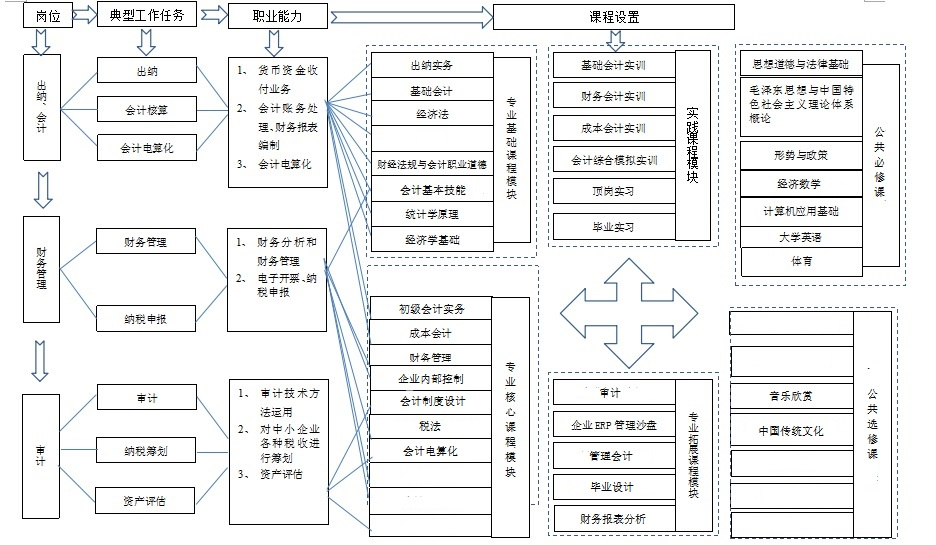 岗位
典型工作任务
职业能力
课程设置
出纳、会计
出纳
会计核算
会计电算化
1、 货币资金收
付业务
2、 会计账务处
理、财务报表
编制
3、 会计电算化
财务管理
财务管理
纳税申报
1、 财务分析和
财务管理
2、 电子开票、纳
税申报
审计
审计
纳税筹划
资产评估
1、 审计技术方
法运用
2、 对中小企业
各种税收进
行筹划
3、 资产评估
出纳实务
基础会计
经济法
财经法规与会计职业道德
会计基本技能
统计学原理
经济学基础
专业基础课程模块
初级会计实务
成本会计
财务管理
企业内部控制
会计制度设计
税法
会计电算化
专业核心课程模块
基础会计实训
财务会计实训
成本会计实训
会计综合模拟实训
顶岗实习
毕业实习
实践课程模块
审计
企业 ERP 管理沙盘
管理会计
毕业设计
财务报表分析
专业拓展课程模块
思想道德与法律基础
毛泽东思想与中国特
色社会主义理论体系
概论
形势与政策
经济数学
计算机应用基础
大学英语
体育
公共必修课
音乐欣赏
中国传统文化
公共选修课